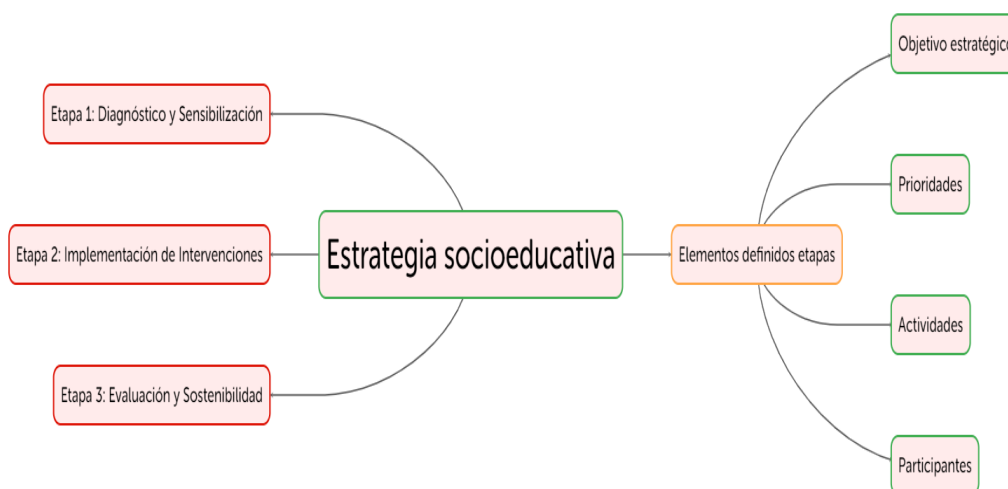 Etapa 1: Diagnóstico y Sensibilización
Etapa 2: Implementación de Intervenciones
Etapa 3: Evaluación y Sostenibilidad
Estrategia socioeducativa
Elementos definidos etapas
Objetivo estratégico
Prioridades
Actividades
Participantes